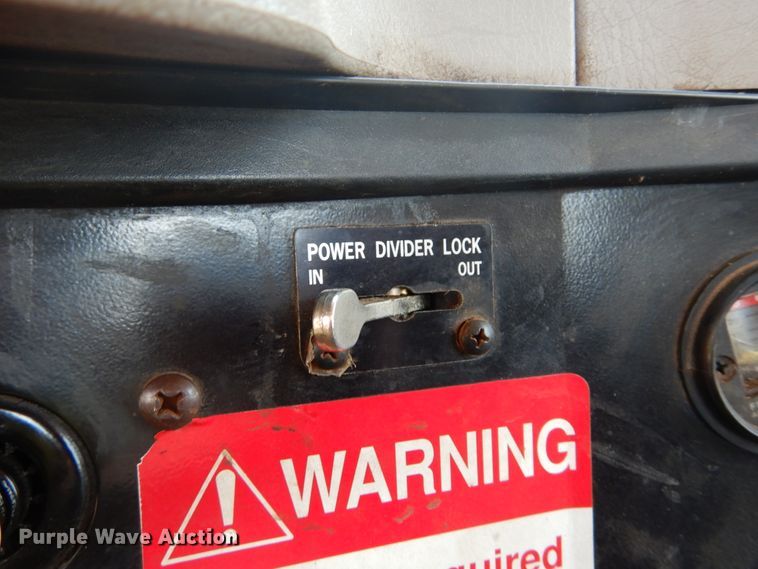 POWER DIVIDER LOCK
IN OUT
WARNING
Purple Wave Auction